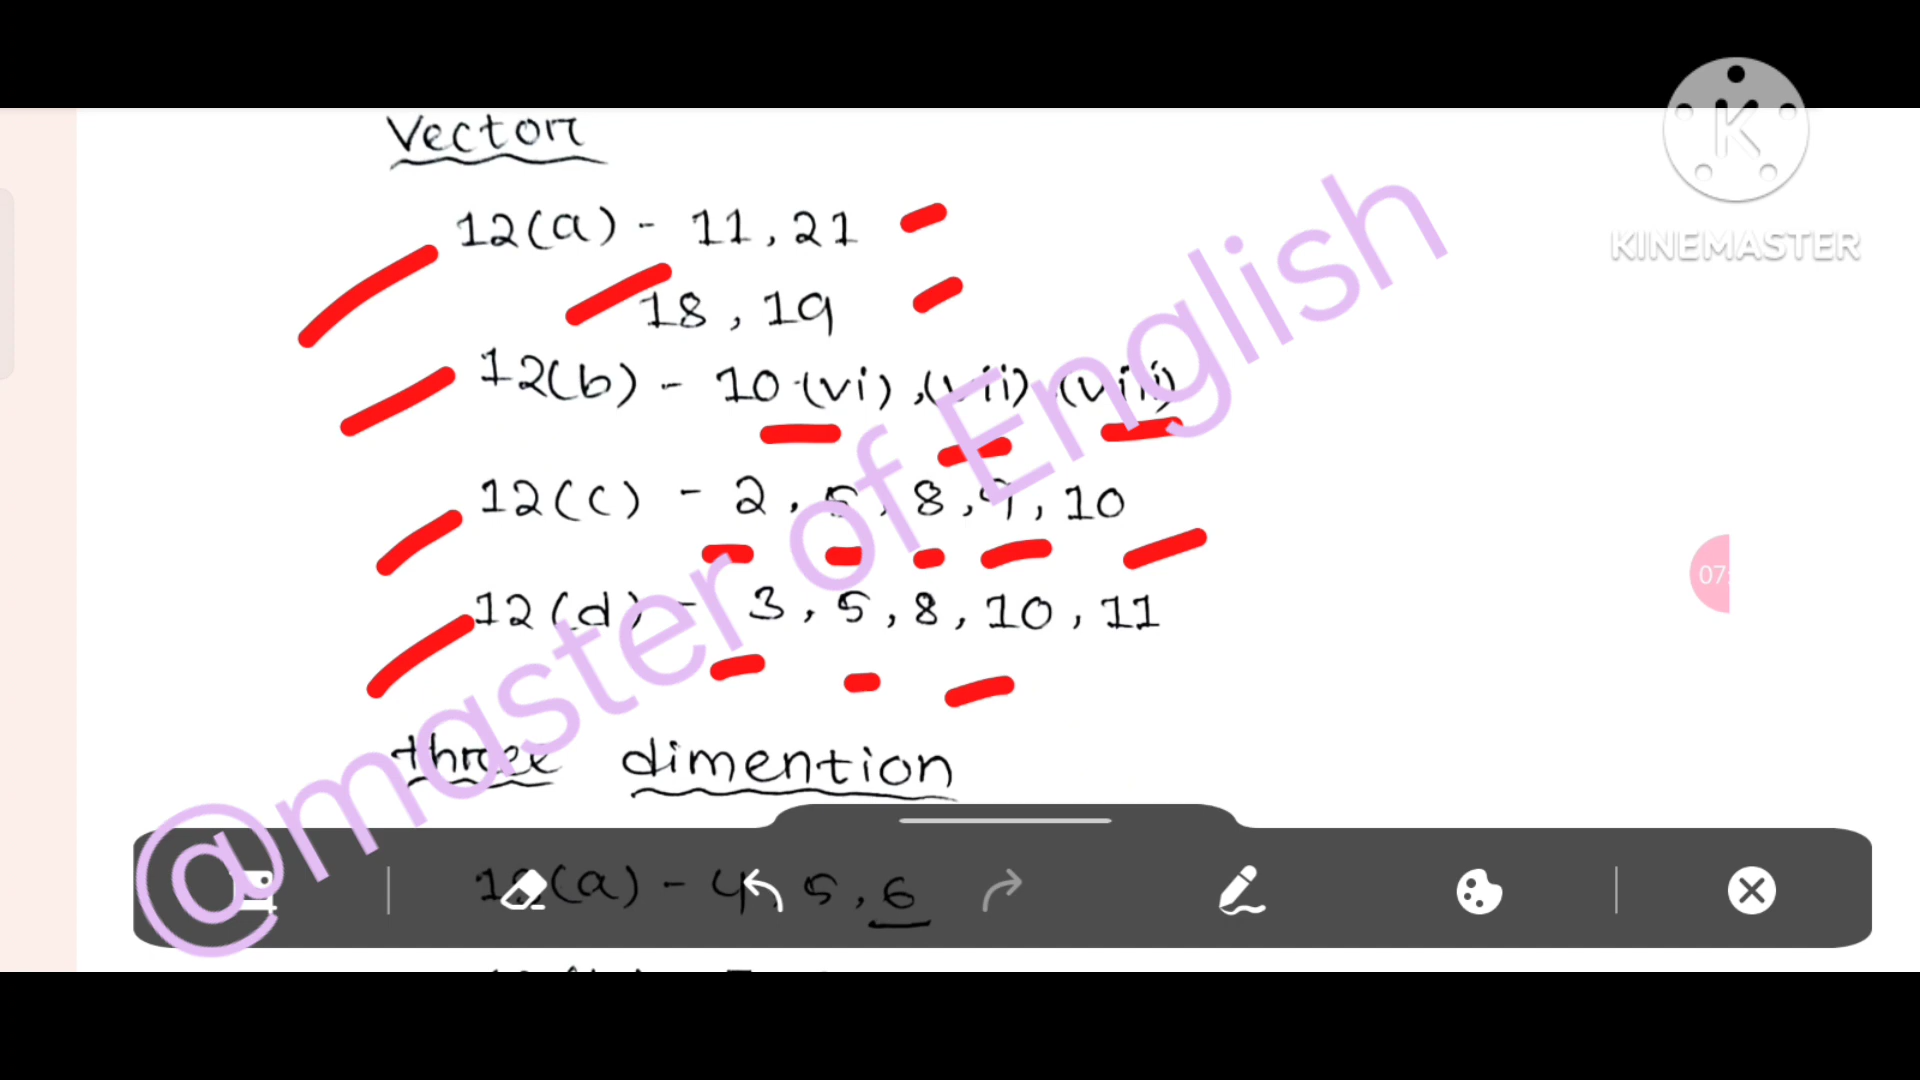 Vector
12(a) - 11, 21
18, 19
12(b) - 10 (vi), (vii) (viii)
12(c) - 2, 5, 8, 9, 10
12(d) - 3, 5, 8, 10, 11
three dimention
(a) - 4, 5, 6
@master of English
K
KINEMASTER
07